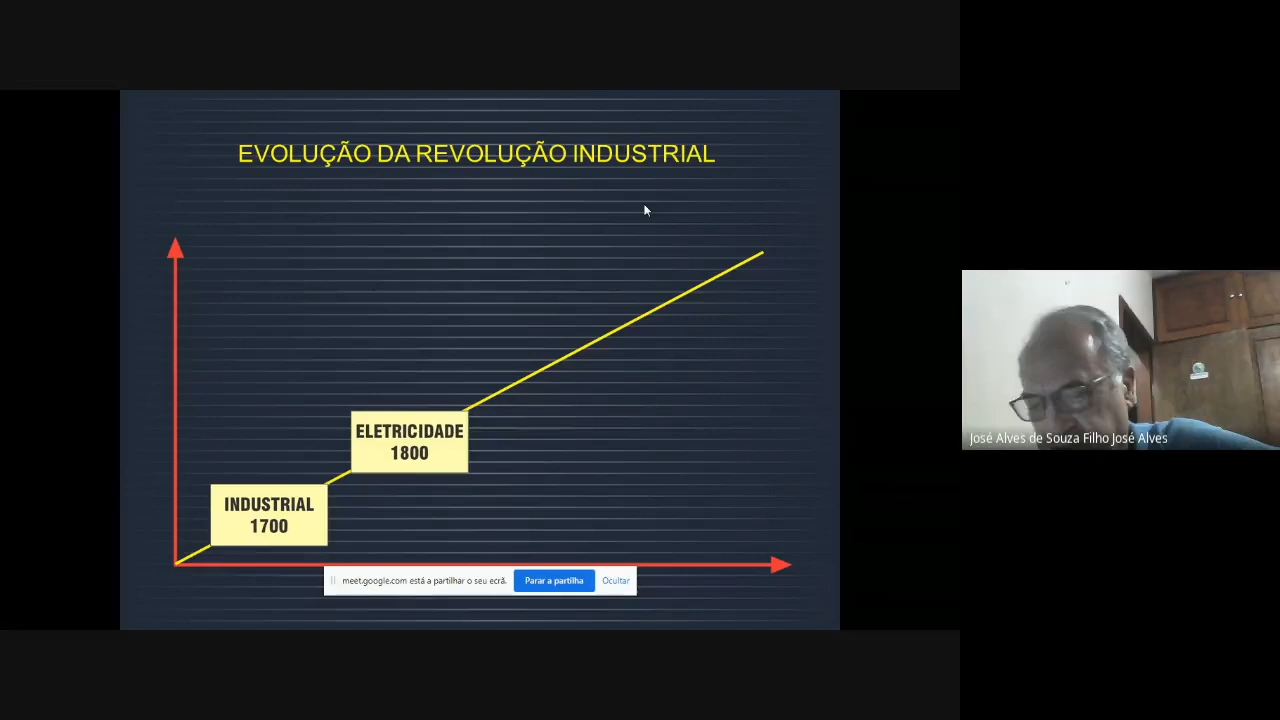 EVOLUÇÃO DA REVOLUÇÃO INDUSTRIAL
ELETRICIDADE
1800
INDUSTRIAL
1700
meet.google.com está a partilhar o seu ecrã.
Parar a partilha
Ocultar
José Alves de Souza Filho José Alves